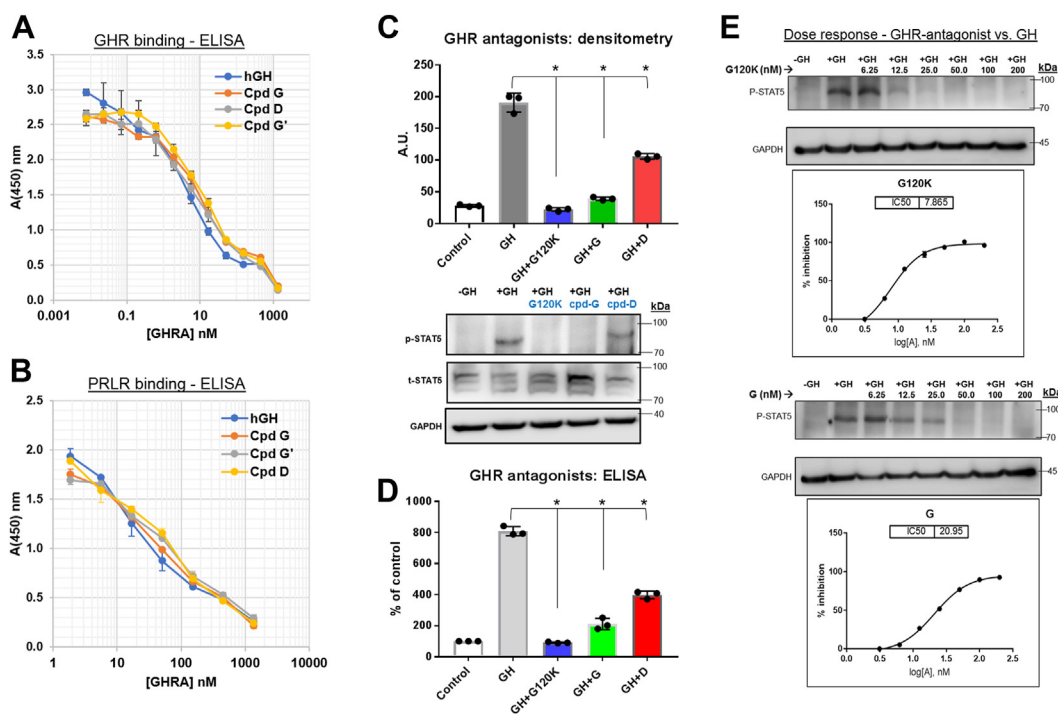 A
GHR binding - ELISA
3.5
3.0
2.5
2.0
1.5
1.0
0.5
0.0
A(450) nm
hGH
Cpd G
Cpd D
Cpd G'
0.001
0.1
10
1000
[GHRA] nM
B
PRLR binding - ELISA
2.5
2.0
1.5
1.0
0.5
0.0
A(450) nm
hGH
Cpd G
Cpd G'
Cpd D
1
10
100
1000
10000
[GHRA] nM
C
GHR antagonists: densitometry
250
200
150
100
50
0
A.U.
* * *
Control
GH
GH+G120K
GH+G
GH+D
-GH +GH +GH +GH +GH
G120K cpd-G cpd-D kDa
p-STAT5
100
70
t-STAT5
100
70
GAPDH
40
D
GHR antagonists: ELISA
1000
800
600
400
200
0
% of control
* * *
Control
GH
GH+G120K
GH+G
GH+D
E
Dose response - GHR-antagonist vs. GH
-GH +GH +GH +GH +GH +GH +GH +GH
G120K(nM)→ 6.25 12.5 25.0 50.0 100 200 kDa
P-STAT5
100
70
GAPDH
45
G120K
IC50 7.865
150
100
50
0
% inhibition
0.0 0.5 1.0 1.5 2.0 2.5
log[A], nM
-GH +GH +GH +GH +GH +GH +GH +GH
G (nM)→ 6.25 12.5 25.0 50.0 100 200 kDa
P-STAT5
100
70
GAPDH
45
G
IC50 20.95
150
100
50
0
% inhibition
0.0 0.5 1.0 1.5 2.0 2.5
log[A], nM